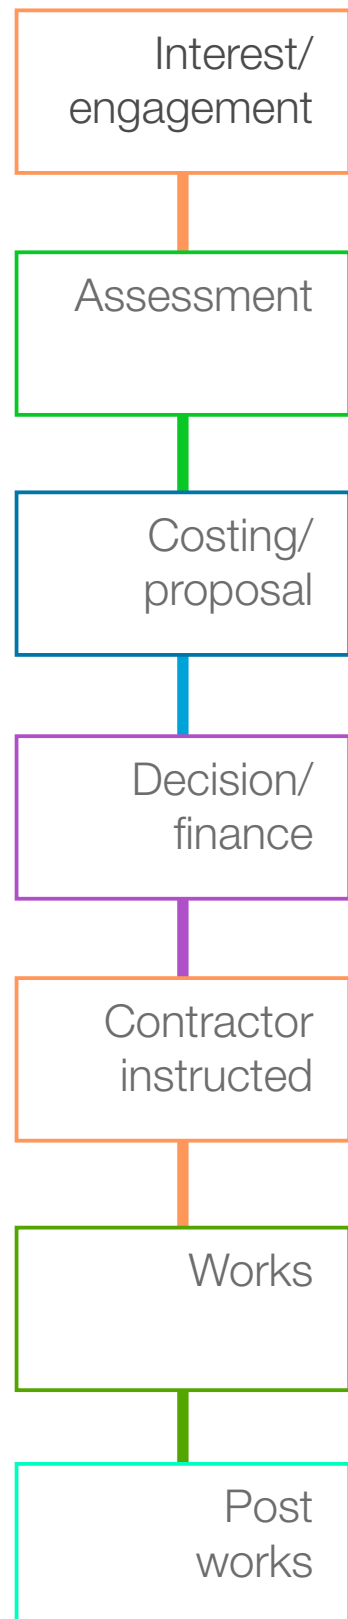 Interest/
engagement
Assessment
Costing/
proposal
Decision/
finance
Contractor
instructed
Works
Post
works